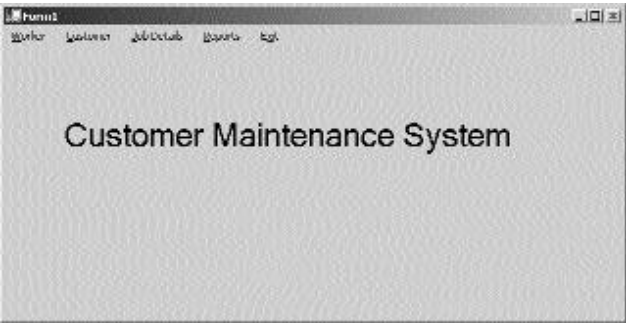 Form1
Worker Customer Job Details Reports Exit
Customer Maintenance System